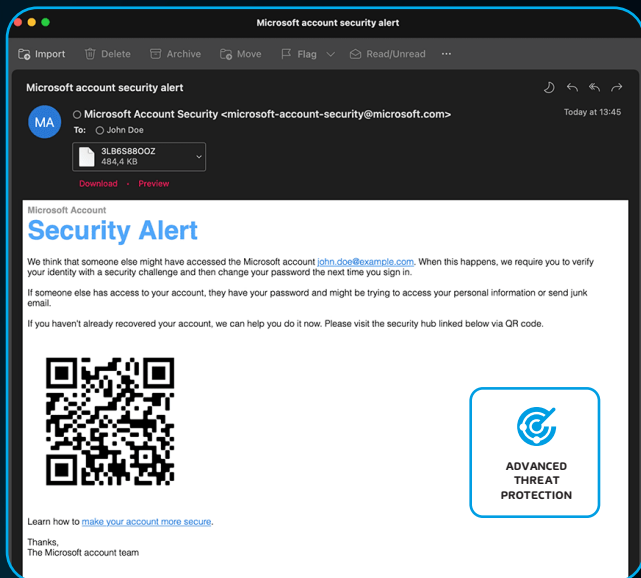 Microsoft account security alert
Import
Delete
Archive
Move
Flag
Read/Unread
Microsoft account security alert
MA
Microsoft Account Security <microsoft-account-security@microsoft.com>
Today at 13:45
To: John Doe
3LB6S88OOZ
484,4 KB
Download • Preview
Microsoft Account
Security Alert
We think that someone else might have accessed the Microsoft account john.doe@example.com. When this happens, we require you to verify
your identity with a security challenge and then change your password the next time you sign in.
If someone else has access to your account, they have your password and might be trying to access your personal information or send junk
email.
If you haven't already recovered your account, we can help you do it now. Please visit the security hub linked below via QR code.
ADVANCED
THREAT
PROTECTION
Learn how to make your account more secure.
Thanks,
The Microsoft account team